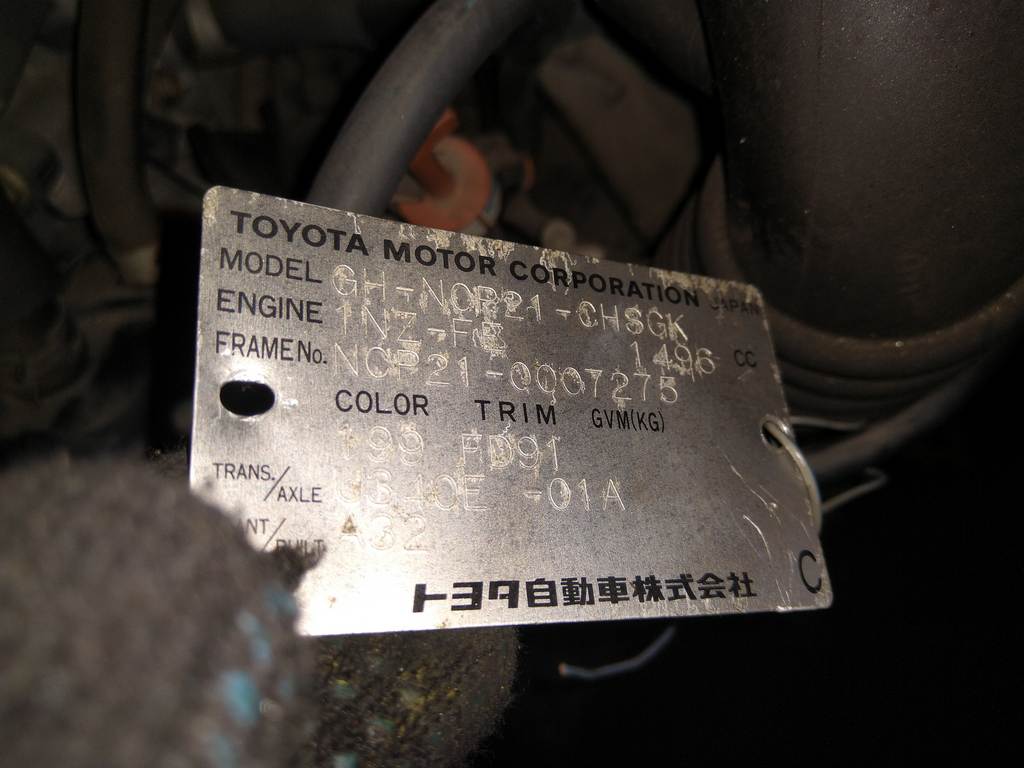 TOYOTA MOTOR CORPORATION JAPAN
MODEL GH-NCP21-CHSGK
ENGINE 1NZ-FE 1496 CC
FRAME No. NCP21-0007275
COLOR TRIM GVM(KG)
199 FD91
TRANS./AXLE U340E -01A
ANT/BUILT A32
トヨタ自動車株式会社 C